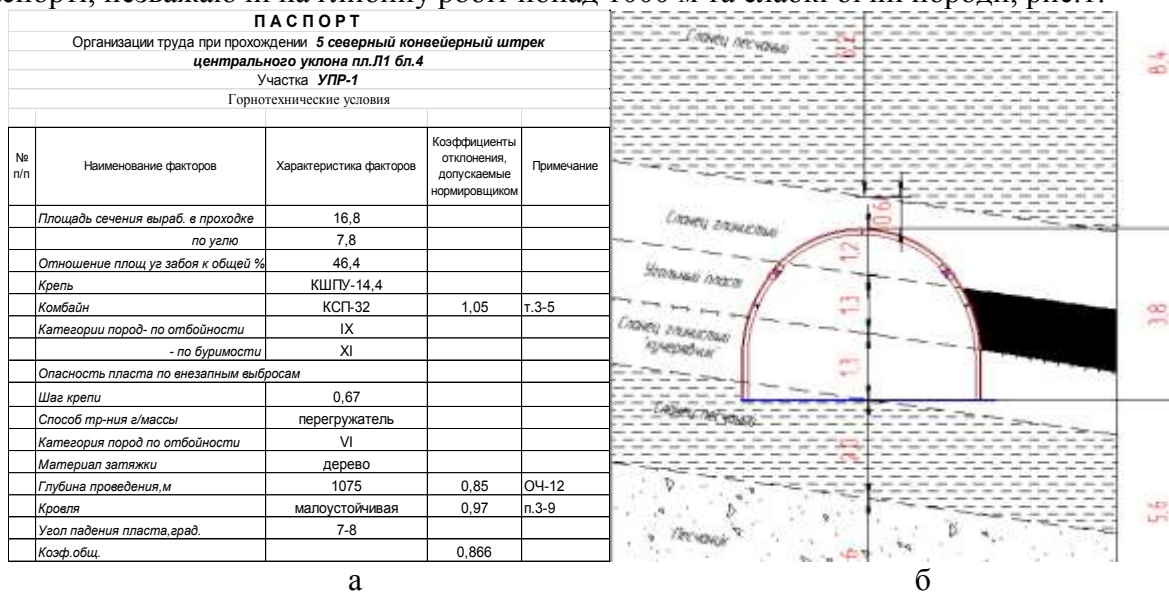 П А С П О Р Т
Организации труда при прохождении 5 северный конвейерный штрек
центрального уклона пл.Л1 бл.4
Участка УПР-1
Горнотехнические условия
№ п/п Наименование факторов Характеристика факторов Коэффициенты отклонения, допускаемые нормировщиком Примечание
Площадь сечения выраб. в проходке 16,8
по углю 7,8
Отношение площ уг забоя к общей % 46,4
Крепь КШПУ-14,4
Комбайн КСП-32 1,05 т.3-5
Категории пород- по отбойности IX
- по буримости XI
Опасность пласта по внезапным выбросам
Шаг крепи 0,67
Способ тр-ния г/массы перегружатель
Категория пород по отбойности VI
Материал затяжки дерево
Глубина проведения,м 1075 0,85 ОЧ-12
Кровля малоустойчивая 0,97 п.3-9
Угол падения пласта,град. 7-8
Коэф.общ. 0,866
а
Сланец песчаный
6,2
8,4
0,6
Сланец глинистый
1,2
Угольный пласт
1,3
3,8
Сланец глинистый
"кучерявчик"
1,3
Сланец песчаный
2,0
5,6
Песчаник
б